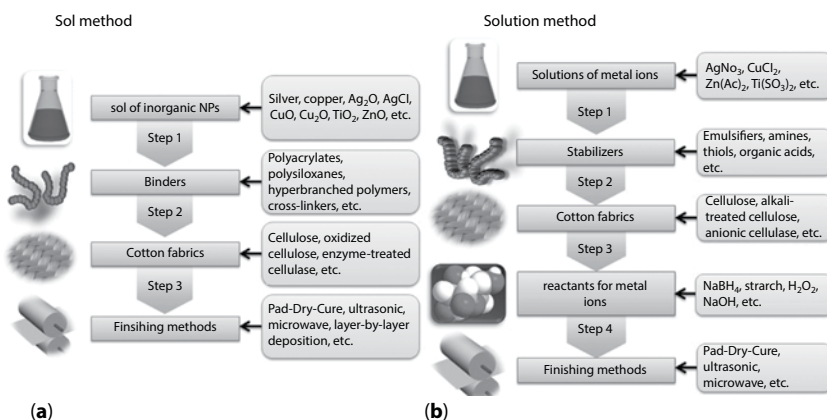 Sol method
sol of inorganic NPs
Silver, copper, Ag₂O, AgCl,
CuO, Cu₂O, TiO₂, ZnO, etc.
Step 1
Binders
Polyacrylates,
polysiloxanes,
hyperbranched polymers,
cross-linkers, etc.
Step 2
Cotton fabrics
Cellulose, oxidized
cellulose, enzyme-treated
cellulase, etc.
Step 3
Finsihing methods
Pad-Dry-Cure, ultrasonic,
microwave, layer-by-layer
deposition, etc.
(a)
Solution method
Solutions of metal ions
AgNo₃, CuCl₂,
Zn(Ac)₂, Ti(SO₃)₂, etc.
Step 1
Stabilizers
Emulsifiers, amines,
thiols, organic acids,
etc.
Step 2
Cotton fabrics
Cellulose, alkali-
treated cellulose,
anionic cellulase, etc.
Step 3
reactants for metal
ions
NaBH₄, strarch, H₂O₂,
NaOH, etc.
Step 4
Finishing methods
Pad-Dry-Cure,
ultrasonic,
microwave, etc.
(b)